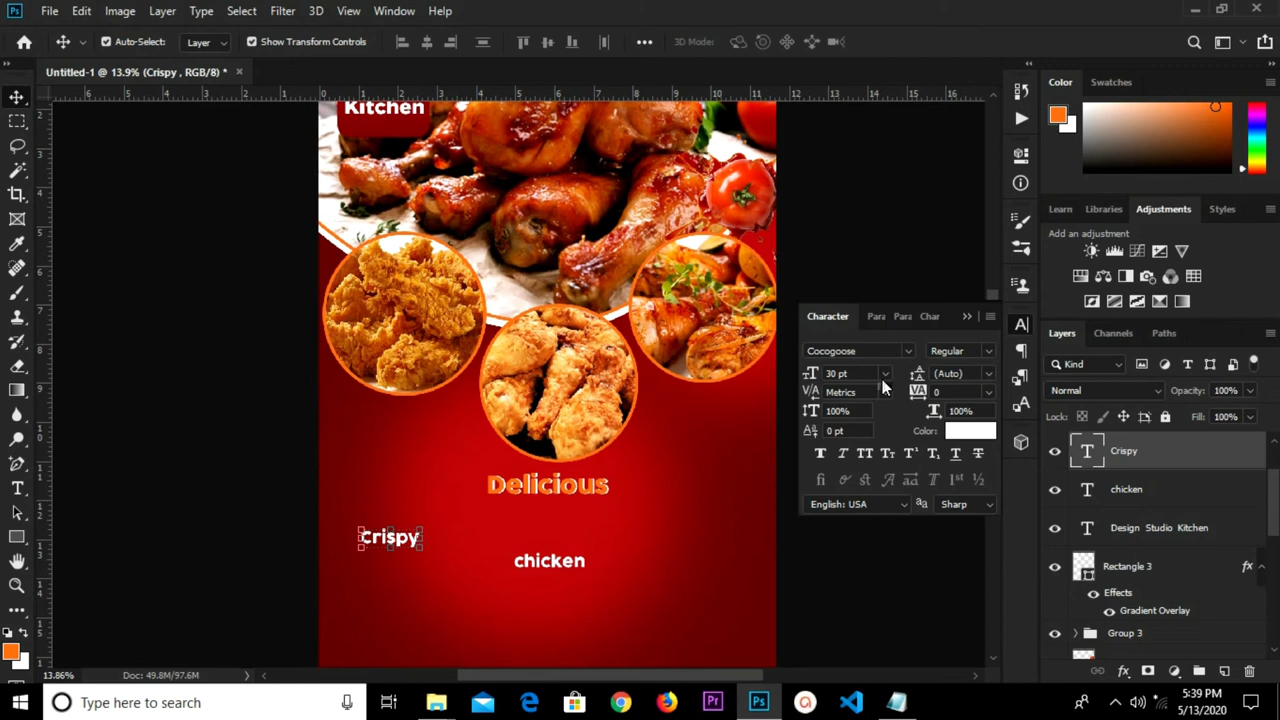 Ps File Edit Image Layer Type Select Filter 3D View Window Help
Auto-Select: Layer Show Transform Controls 3D Mode:
Untitled-1 @ 13.9% (Crispy , RGB/8) *
Color Swatches
Learn Libraries Adjustments Styles
Add an adjustment
Kitchen
Delicious
Crispy
chicken
Character Para Para Char
Cocogoose Regular
30 pt (Auto)
Metrics 0
100% 100%
0 pt Color:
English: USA Sharp
Layers Channels Paths
Kind
Normal Opacity: 100%
Lock: Fill: 100%
Crispy
chicken
Design Studio Kitchen
Rectangle 3 fx
Effects
Gradient Overlay
Group 3
13.86% Doc: 49.8M/97.6M
Type here to search
5:39 PM
5/13/2020